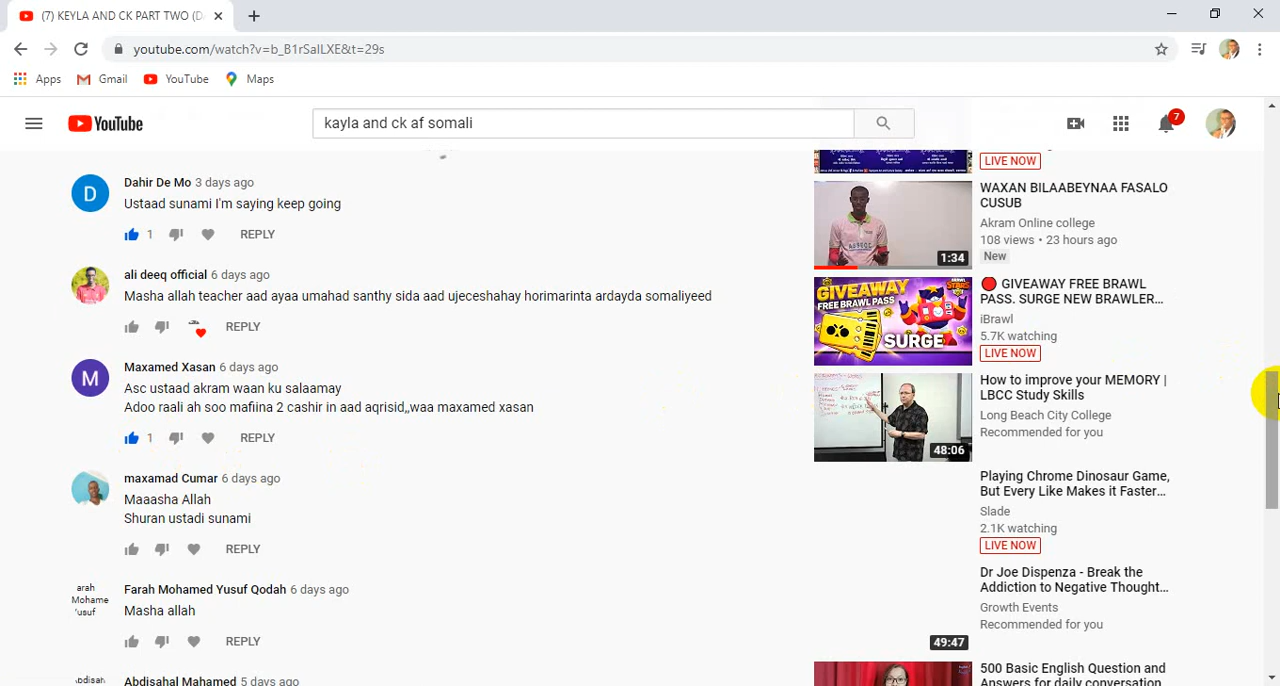 (7) KEYLA AND CK PART TWO (D
youtube.com/watch?v=b_B1rSaILXE&t=29s
Apps
Gmail
YouTube
Maps
YouTube
kayla and ck af somali
7
Dahir De Mo 3 days ago
Ustaad sunami I'm saying keep going
1
REPLY
ali deeq official 6 days ago
Masha allah teacher aad ayaa umahad santhy sida aad ujeceshahay horimarinta ardayda somaliyeed
REPLY
Maxamed Xasan 6 days ago
Asc ustaad akram waan ku salaamay
Adoo raali ah soo mafiina 2 cashir in aad aqrisid,,waa maxamed xasan
1
REPLY
maxamad Cumar 6 days ago
Maaasha Allah
Shuran ustadi sunami
REPLY
arah
Mohame
Yusuf
Farah Mohamed Yusuf Qodah 6 days ago
Masha allah
REPLY
Abdisahal Mahamed 5 days ago
LIVE NOW
WAXAN BILAABEYNAA FASALO
CUSUB
Akram Online college
108 views • 23 hours ago
New
1:34
GIVEAWAY FREE BRAWL
PASS. SURGE NEW BRAWLER...
iBrawl
5.7K watching
LIVE NOW
GIVEAWAY
FREE BRAWL PASS
SURGE
How to improve your MEMORY |
LBCC Study Skills
Long Beach City College
Recommended for you
48:06
Playing Chrome Dinosaur Game,
But Every Like Makes it Faster...
Slade
2.1K watching
LIVE NOW
Dr Joe Dispenza - Break the
Addiction to Negative Thought...
Growth Events
Recommended for you
49:47
500 Basic English Question and
Answers for daily conversation